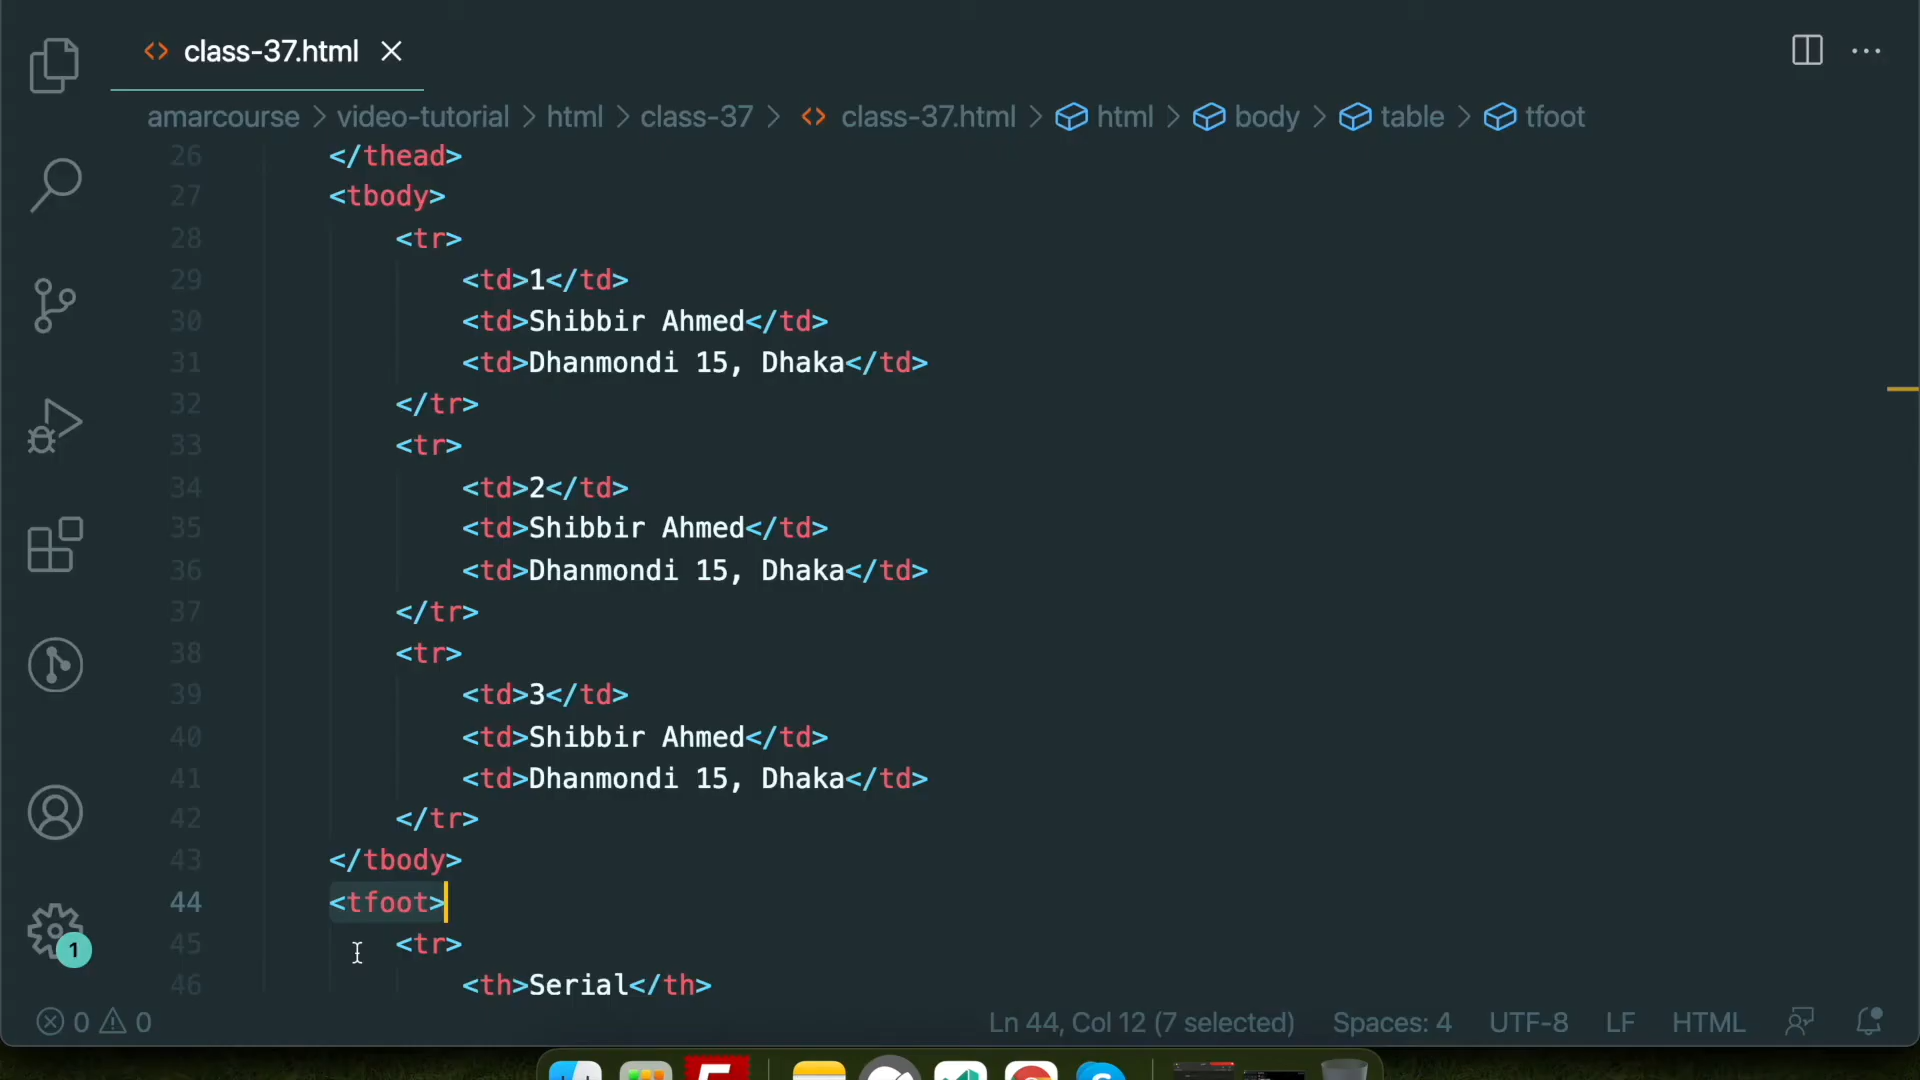 class-37.html
amarcourse > video-tutorial > html > class-37 > <> class-37.html > html > body > table > tfoot
26 </thead>
27 <tbody>
28 <tr>
29 <td>1</td>
30 <td>Shibbir Ahmed</td>
31 <td>Dhanmondi 15, Dhaka</td>
32 </tr>
33 <tr>
34 <td>2</td>
35 <td>Shibbir Ahmed</td>
36 <td>Dhanmondi 15, Dhaka</td>
37 </tr>
38 <tr>
39 <td>3</td>
40 <td>Shibbir Ahmed</td>
41 <td>Dhanmondi 15, Dhaka</td>
42 </tr>
43 </tbody>
44 <tfoot>
45 <tr>
46 <th>Serial</th>
1
0 0 Ln 44, Col 12 (7 selected) Spaces: 4 UTF-8 LF HTML